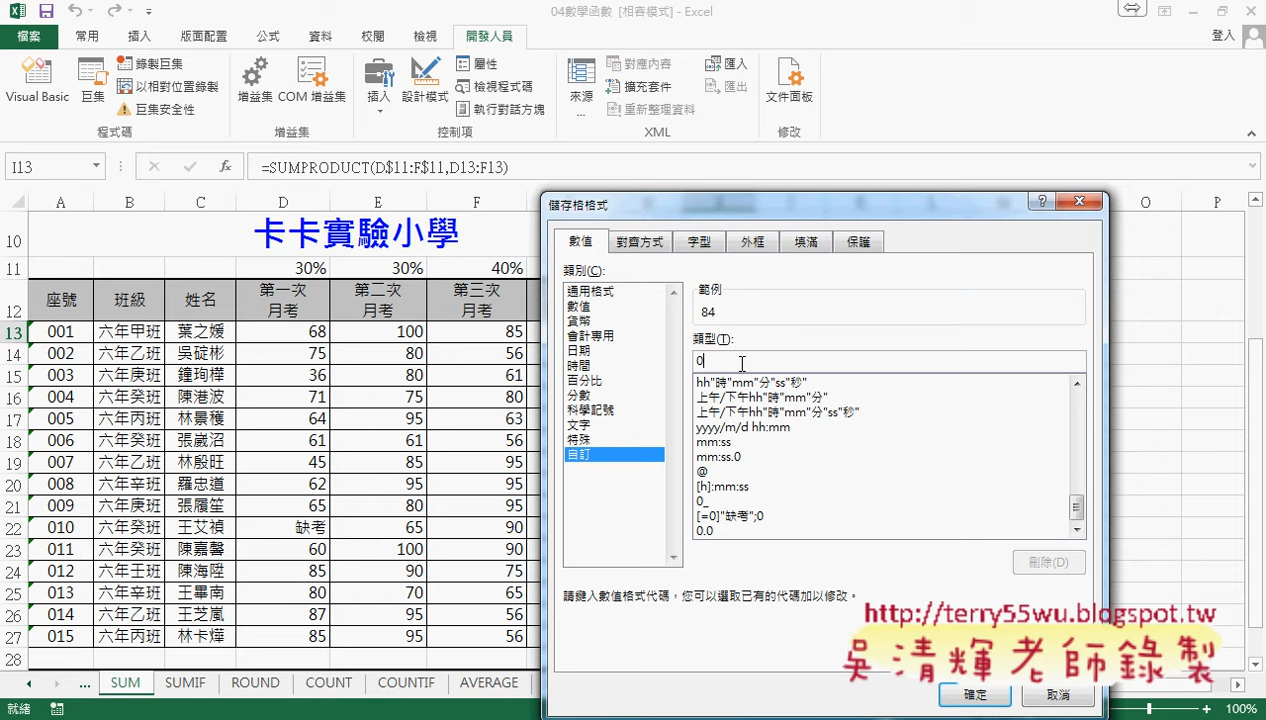 04數學函數 [相容模式] - Excel
檔案 常用 插入 版面配置 公式 資料 校閱 檢視 開發人員 登入
Visual Basic 巨集 錄製巨集 以相對位置錄製 巨集安全性 程式碼
增益集 COM 增益集 增益集
插入 設計模式 屬性 檢視程式碼 執行對話方塊 控制項
來源 對應內容 擴充套件 重新整理資料 匯入 匯出 XML
文件面板 修改
I13 fx =SUMPRODUCT(D$11:F$11,D13:F13)
A B C D E F O P
10 卡卡實驗小學
11 30% 30% 40%
12 座號 班級 姓名 第一次月考 第二次月考 第三次月考
13 001 六年甲班 葉之媛 68 100 85
14 002 六年乙班 吳碇彬 75 80 56
15 003 六年庚班 鐘珣樺 36 80 61
16 004 六年癸班 陳港波 71 75 80
17 005 六年丙班 林景穫 64 95 63
18 006 六年癸班 張崴沼 61 61 56
19 007 六年乙班 林殷旺 45 85 95
20 008 六年辛班 羅忠道 62 95 95
21 009 六年庚班 張履笙 65 80 95
22 010 六年癸班 王艾禎 缺考 65 90
23 011 六年癸班 陳嘉馨 60 100 90
24 012 六年壬班 陳海陞 85 90 75
25 013 六年辛班 王畢南 80 70 65
26 014 六年乙班 王芝嵐 87 95 56
27 015 六年丙班 林卡燁 85 95 56
28
... SUM SUMIF ROUND COUNT COUNTIF AVERAGE
就緒 100%
儲存格格式
數值 對齊方式 字型 外框 填滿 保護
類別(C):
通用格式
數值
貨幣
會計專用
日期
時間
百分比
分數
科學記號
文字
特殊
自訂
範例
84
類型(T):
0
hh"時"mm"分"ss"秒"
上午/下午hh"時"mm"分"
上午/下午hh"時"mm"分"ss"秒"
yyyy/m/d hh:mm
mm:ss
mm:ss.0
@
[h]:mm:ss
0_
[=0]"缺考";0
0.0
刪除(D)
請鍵入數值格式代碼，您可以選取已有的代碼加以修改。
確定 取消
http://terry55wu.blogspot.tw
吳清輝老師錄製